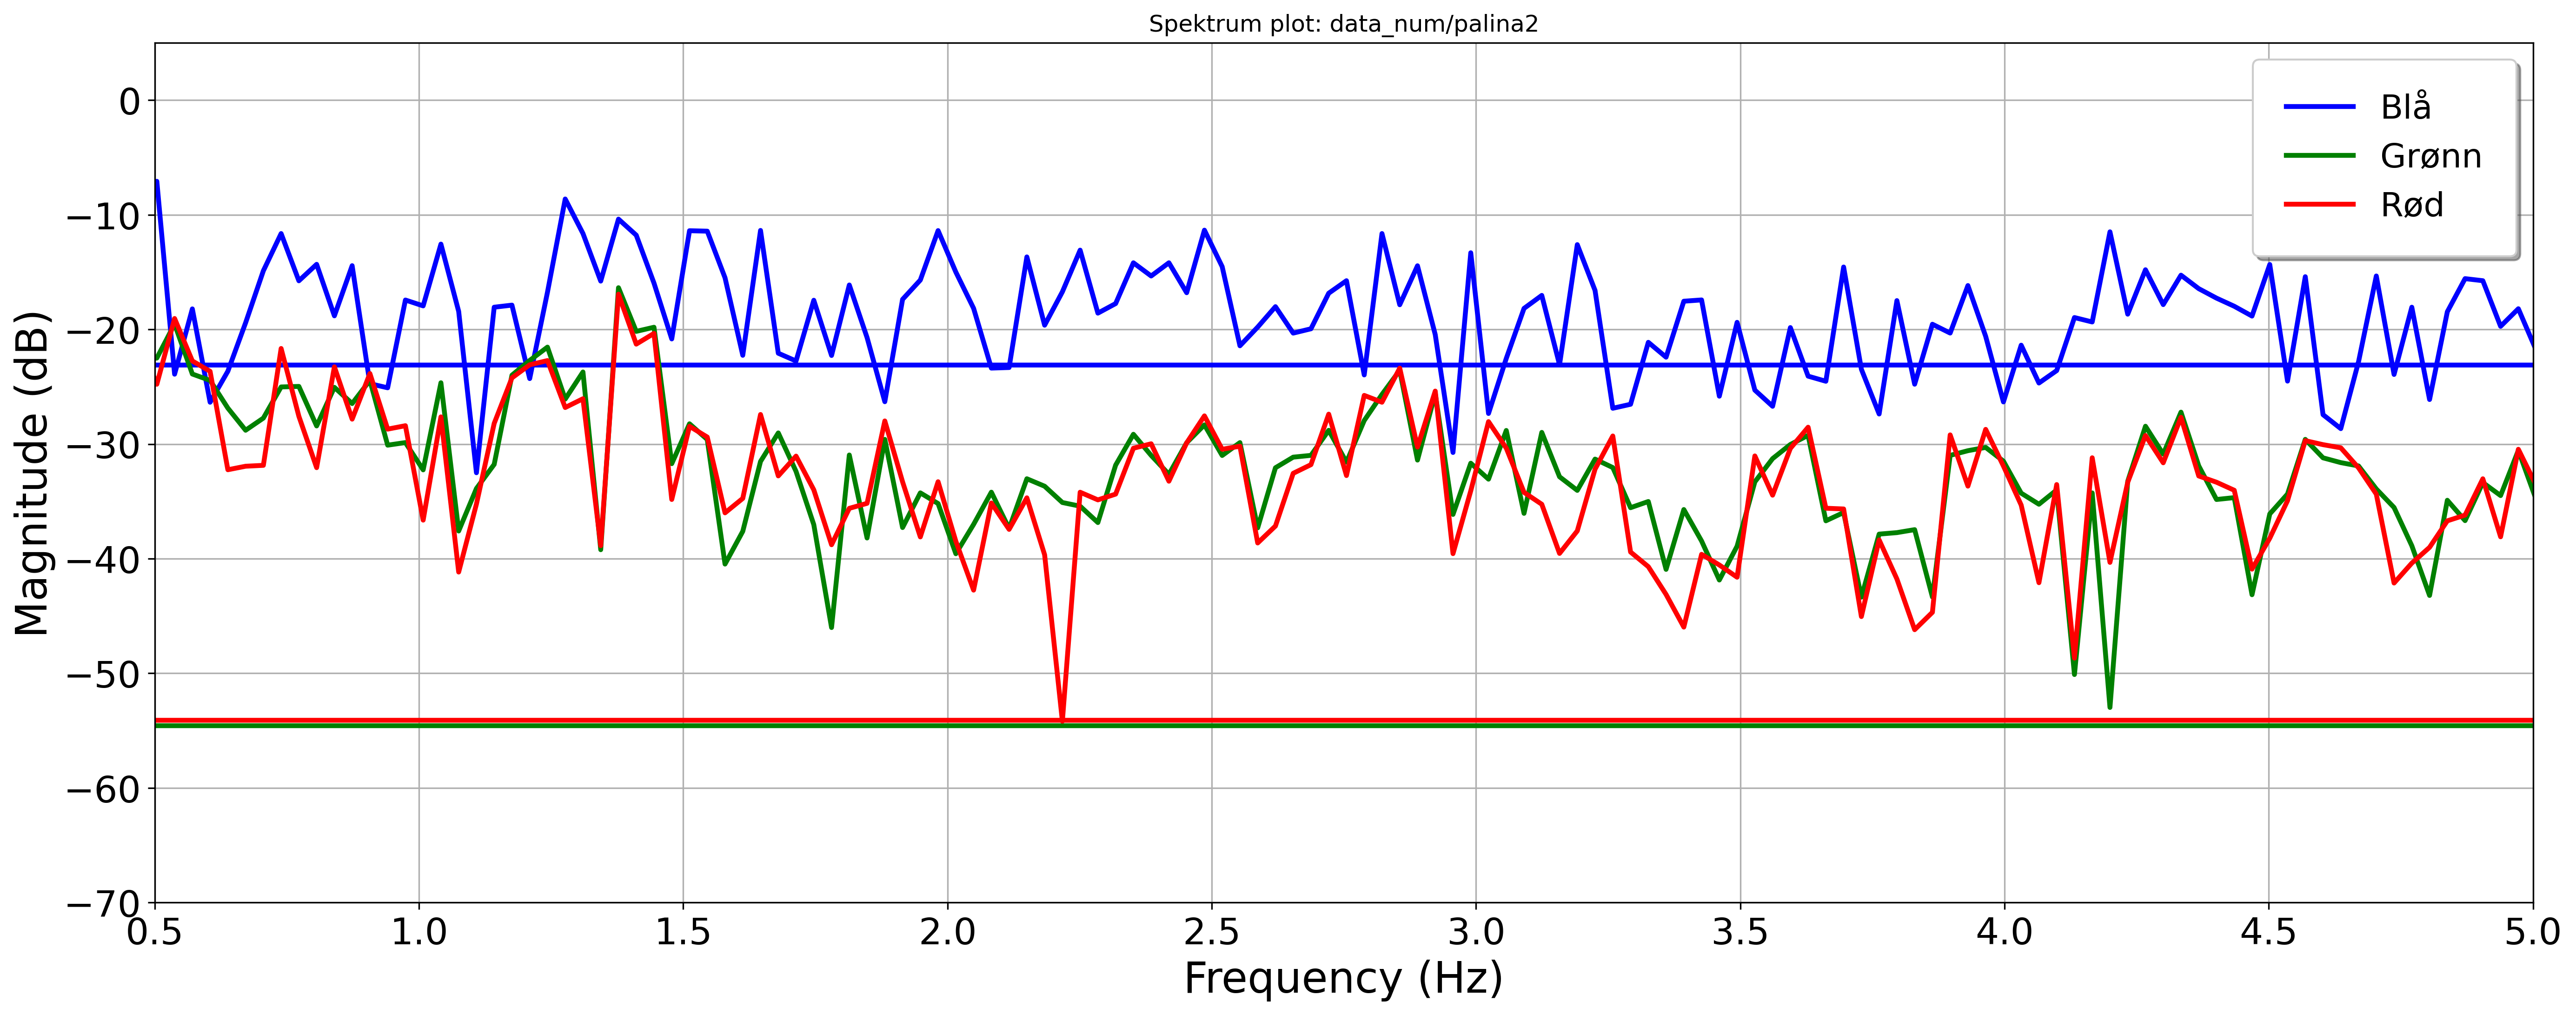 Spektrum plot: data_num/palina2
Blå
Grønn
Rød
Magnitude (dB)
0
−10
−20
−30
−40
−50
−60
−70
0.5 1.0 1.5 2.0 2.5 3.0 3.5 4.0 4.5 5.0
Frequency (Hz)